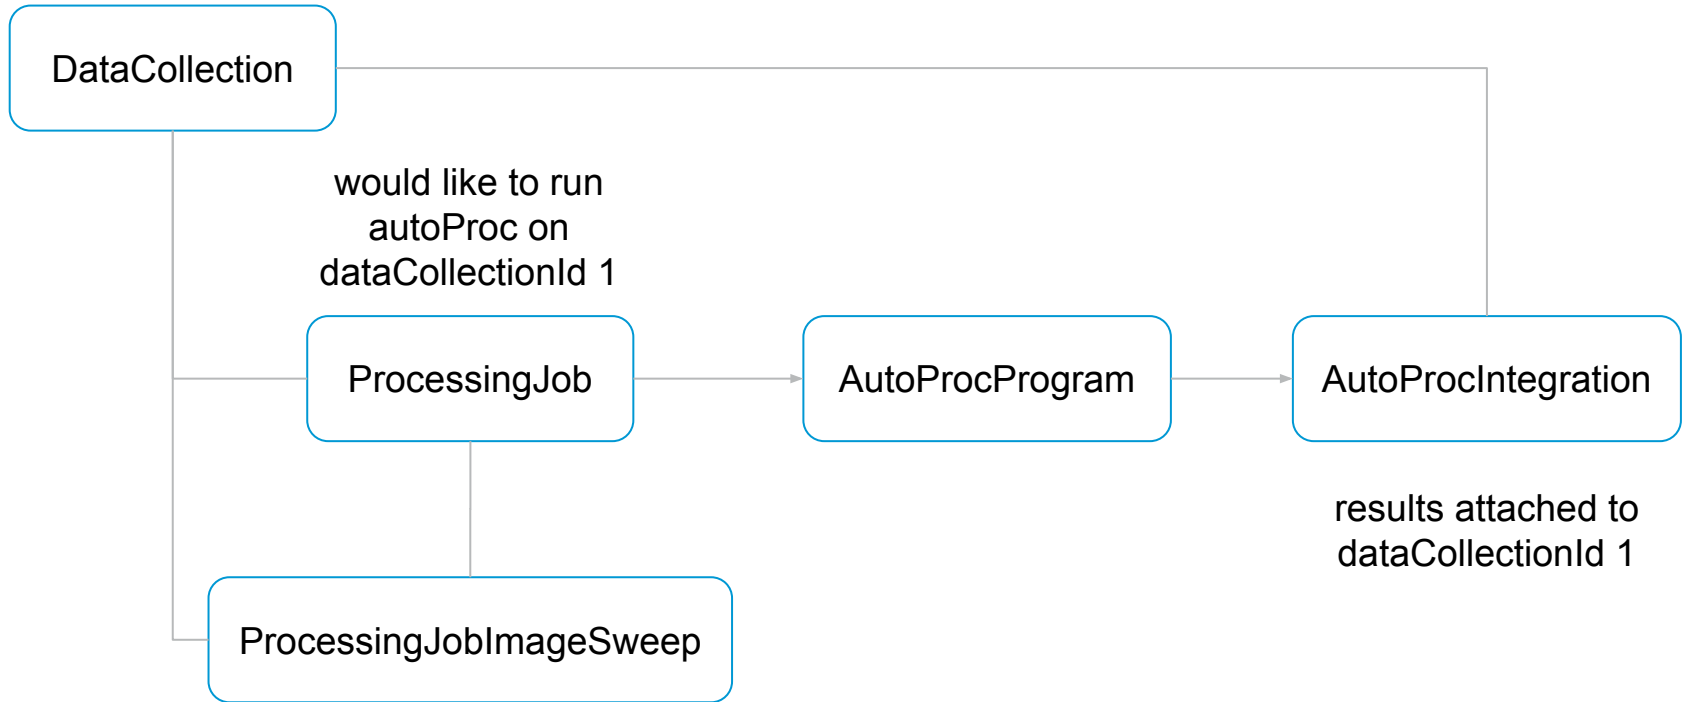 DataCollection
would like to run
autoProc on
dataCollectionId 1
ProcessingJob
AutoProcProgram
AutoProcIntegration
results attached to
dataCollectionId 1
ProcessingJobImageSweep